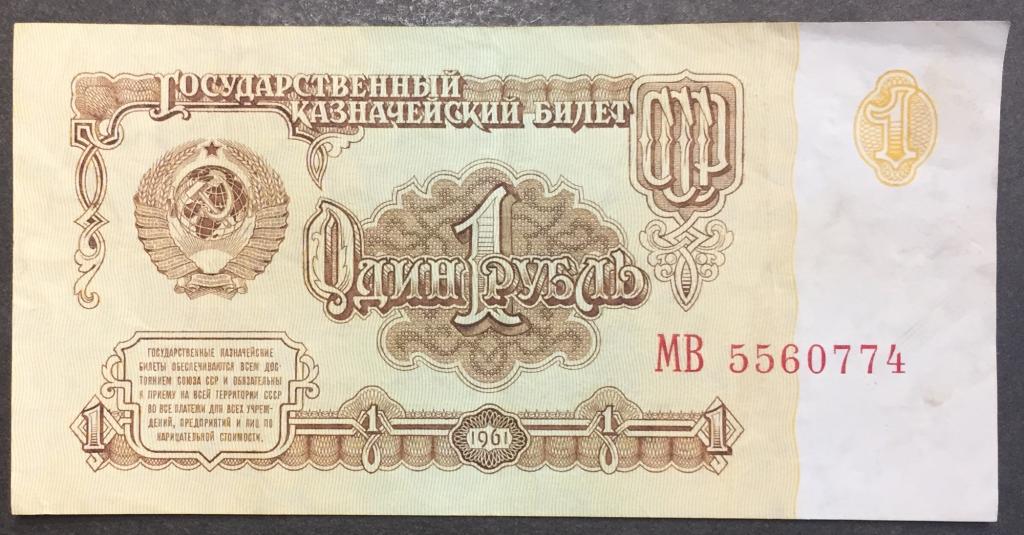 Государственный
казначейский билет
СССР
1
Один 1 рубль
МВ 5560774
ГОСУДАРСТВЕННЫЕ КАЗНАЧЕЙСКИЕ
БИЛЕТЫ ОБЕСПЕЧИВАЮТСЯ ВСЕМ ДОС-
ТОЯНИЕМ СОЮЗА ССР И ОБЯЗАТЕЛЬНЫ
К ПРИЕМУ НА ВСЕЙ ТЕРРИТОРИИ СССР
ВО ВСЕ ПЛАТЕЖИ ДЛЯ ВСЕХ УЧРЕЖ-
ДЕНИЙ, ПРЕДПРИЯТИЙ И ЛИЦ ПО
НАРИЦАТЕЛЬНОЙ СТОИМОСТИ.
1 1 1961 1 1